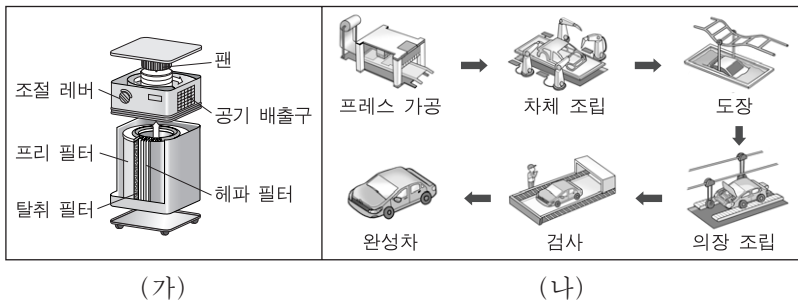 팬
조절 레버
공기 배출구
프리 필터
헤파 필터
탈취 필터
프레스 가공
차체 조립
도장
완성차
검사
의장 조립
(가)
(나)